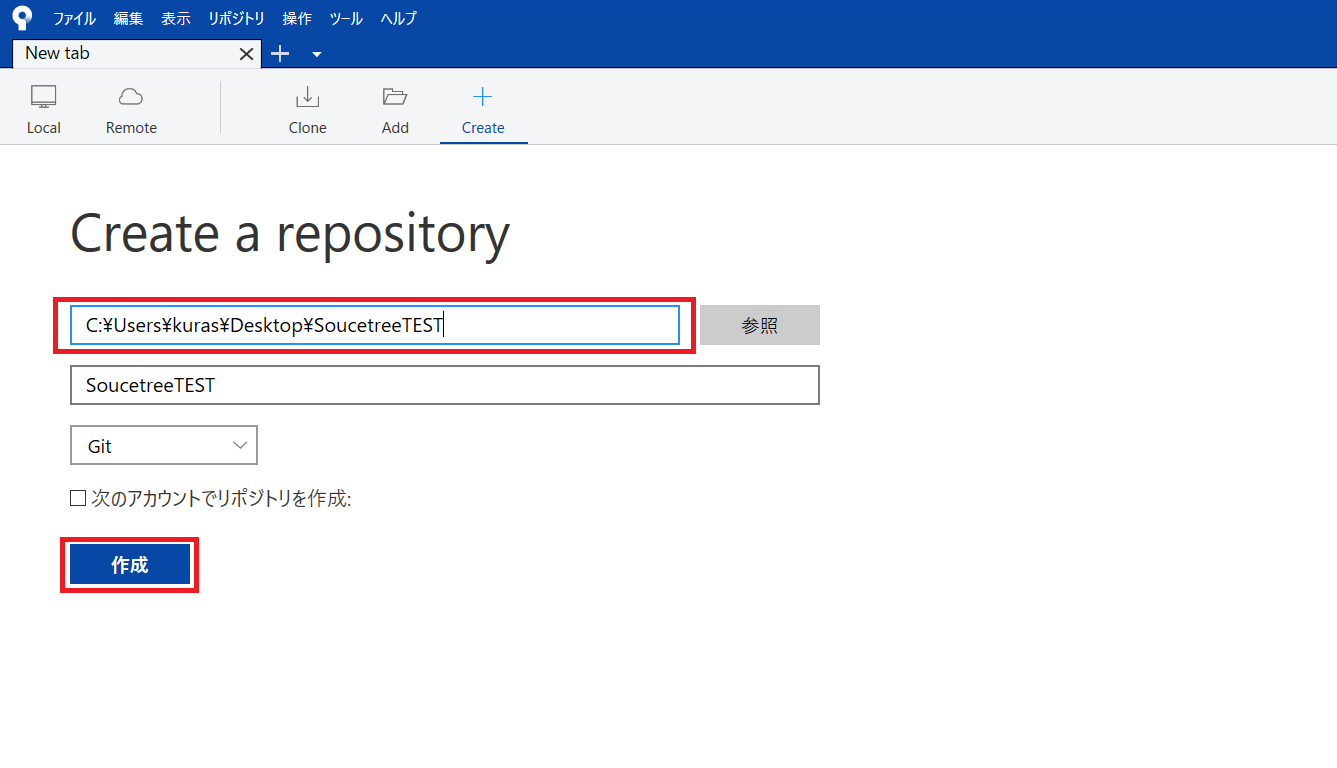 ファイル 編集 表示 リポジトリ 操作 ツール ヘルプ
New tab
Local Remote Clone Add Create
Create a repository
C:¥Users¥kuras¥Desktop¥SoucetreeTEST 参照
SoucetreeTEST
Git
次のアカウントでリポジトリを作成:
作成